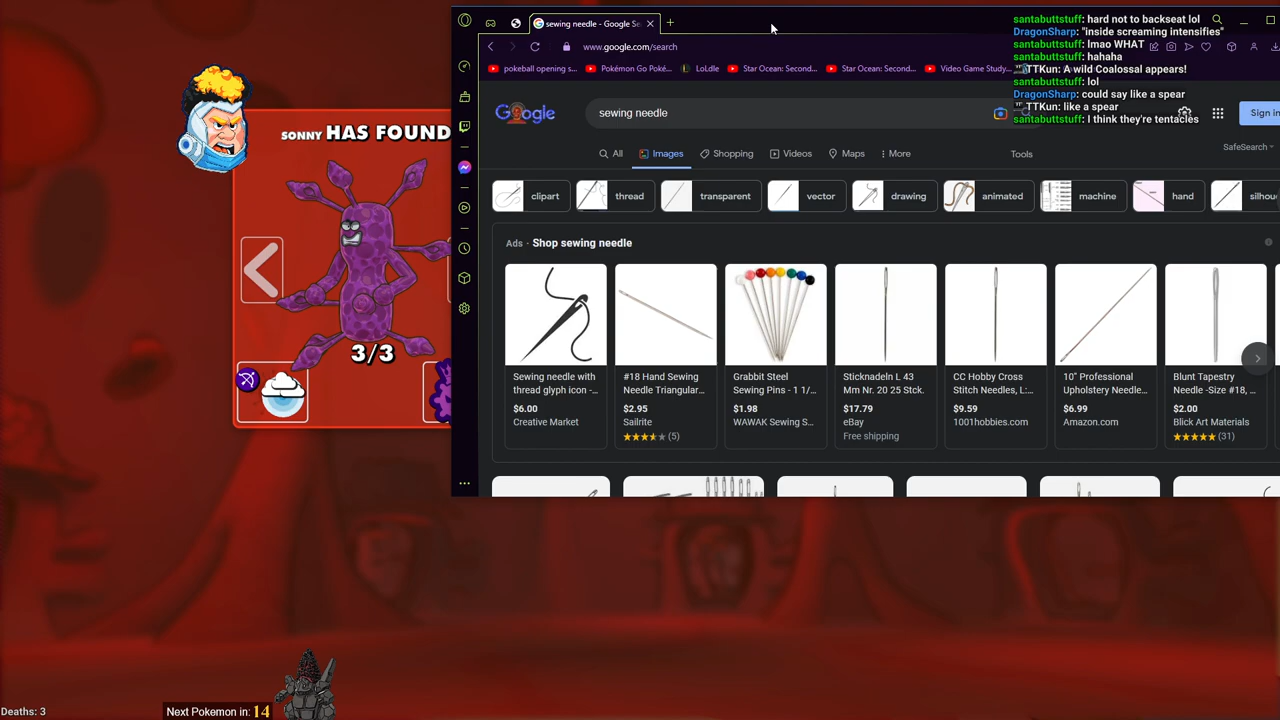 sewing needle - Google Se
www.google.com/search
pokeball opening s...
Pokémon Go Poké...
LoLdle
Star Ocean: Second...
Star Ocean: Second...
Video Game Study...
santabuttstuff: hard not to backseat lol
DragonSharp: "inside screaming intensifies"
santabuttstuff: lmao WHAT
santabuttstuff: hahaha
TTKun: A wild Coalossal appears!
santabuttstuff: lol
DragonSharp: could say like a spear
TTKun: like a spear
santabuttstuff: I think they're tentacles
Google
sewing needle
Sign in
All
Images
Shopping
Videos
Maps
More
Tools
SafeSearch
clipart
thread
transparent
vector
drawing
animated
machine
hand
silhou
Ads · Shop sewing needle
Sewing needle with
thread glyph icon -...
$6.00
Creative Market
#18 Hand Sewing
Needle Triangular...
$2.95
Sailrite
(5)
Grabbit Steel
Sewing Pins - 1 1/...
$1.98
WAWAK Sewing S...
Sticknadeln L 43
Mm Nr. 20 25 Stck.
$17.79
eBay
Free shipping
CC Hobby Cross
Stitch Needles, L:...
$9.59
1001hobbies.com
10" Professional
Upholstery Needle...
$6.99
Amazon.com
Blunt Tapestry
Needle -Size #18, ...
$2.00
Blick Art Materials
(31)
SONNY HAS FOUND
3/3
Deaths: 3
Next Pokemon in: 14